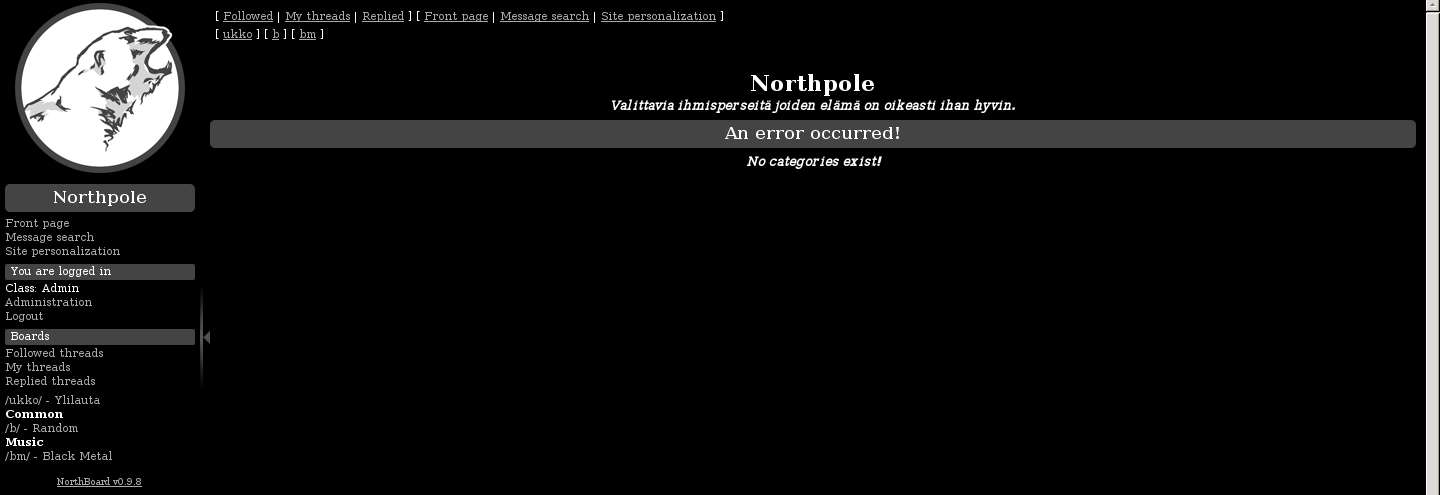 [ Followed | My threads | Replied ] [ Front page | Message search | Site personalization ]
[ ukko ] [ b ] [ bm ]
Northpole
Valittavia ihmisperseitä joiden elämä on oikeasti ihan hyvin.
An error occurred!
No categories exist!
Northpole
Front page
Message search
Site personalization
You are logged in
Class: Admin
Administration
Logout
Boards
Followed threads
My threads
Replied threads
/ukko/ - Ylilauta
Common
/b/ - Random
Music
/bm/ - Black Metal
NorthBoard v0.9.8